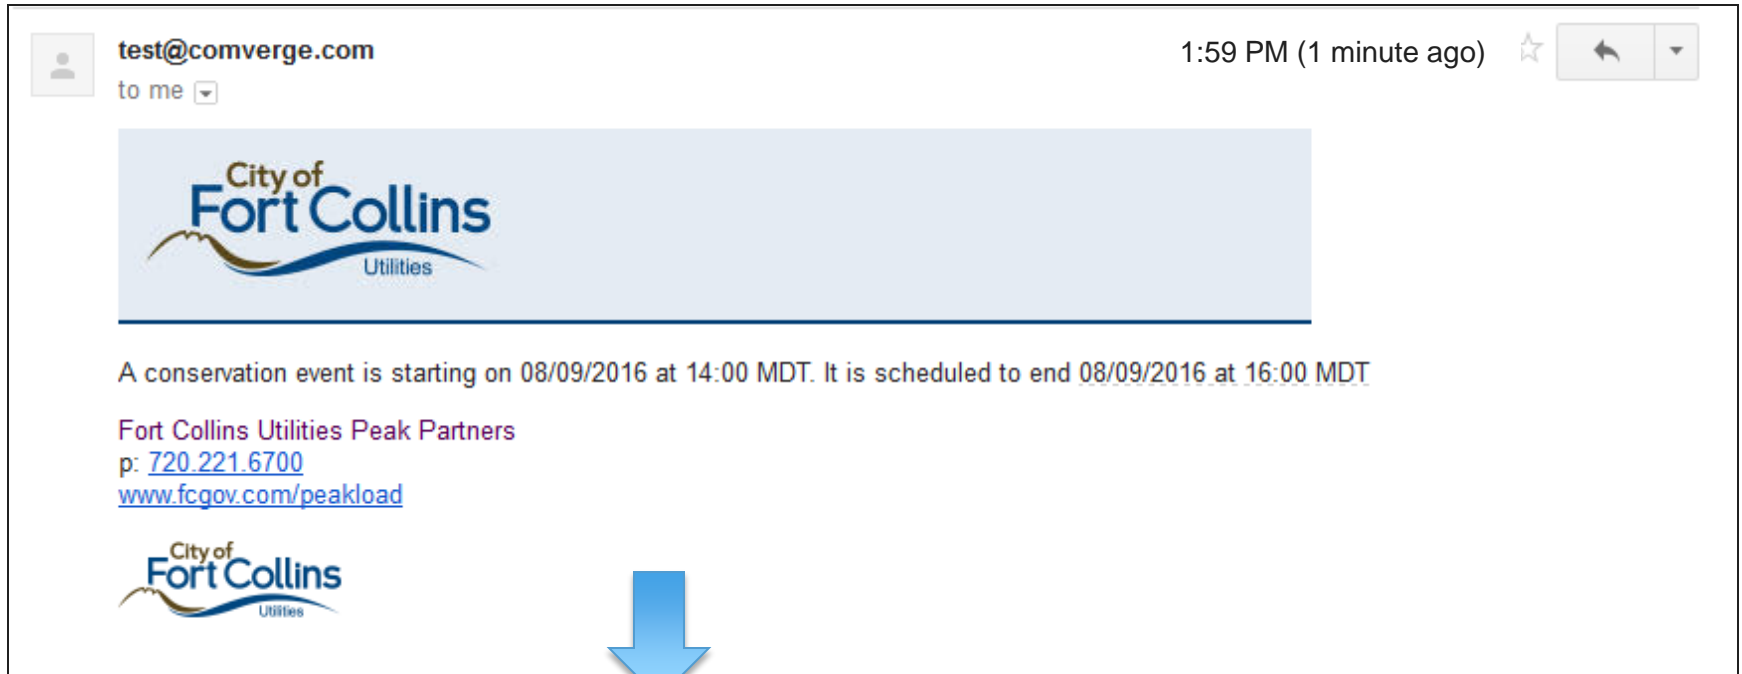 test@comverge.com
1:59 PM (1 minute ago)
to me
City of
Fort Collins
Utilities
A conservation event is starting on 08/09/2016 at 14:00 MDT. It is scheduled to end 08/09/2016 at 16:00 MDT
Fort Collins Utilities Peak Partners
p: 720.221.6700
www.fcgov.com/peakload
City of
Fort Collins
Utilities